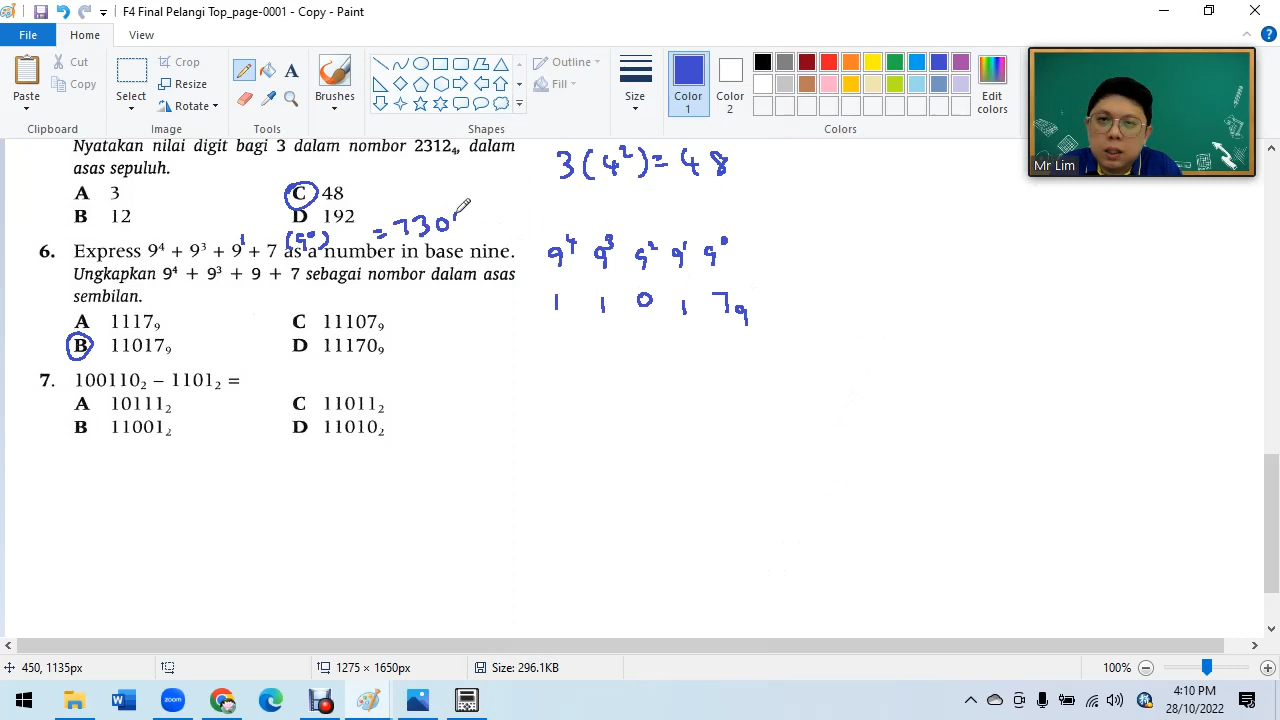 F4 Final Pelangi Top_page-0001 - Copy - Paint
File Home View
Paste Cut Copy Clipboard
Select Crop Resize Rotate Image
Tools
Brushes
Outline Fill Shapes
Size
Color 1 Color 2
Edit colors
Colors
Mr Lim
Nyatakan nilai digit bagi 3 dalam nombor 2312₄, dalam
asas sepuluh.
A 3 C 48
B 12 D 192
3(4²)=48
= 730
6. Express 9⁴ + 9³ + 9¹ + 7 (9⁰) as a number in base nine.
Ungkapkan 9⁴ + 9³ + 9 + 7 sebagai nombor dalam asas
sembilan.
A 1117₉ C 11107₉
B 11017₉ D 11170₉
9⁴ 9³ 9² 9¹ 9⁰
1 1 0 1 7₉
7. 100110₂ – 1101₂ =
A 10111₂ C 11011₂
B 11001₂ D 11010₂
450, 1135px 1275 × 1650px Size: 296.1KB 100%
zoom
4:10 PM
28/10/2022